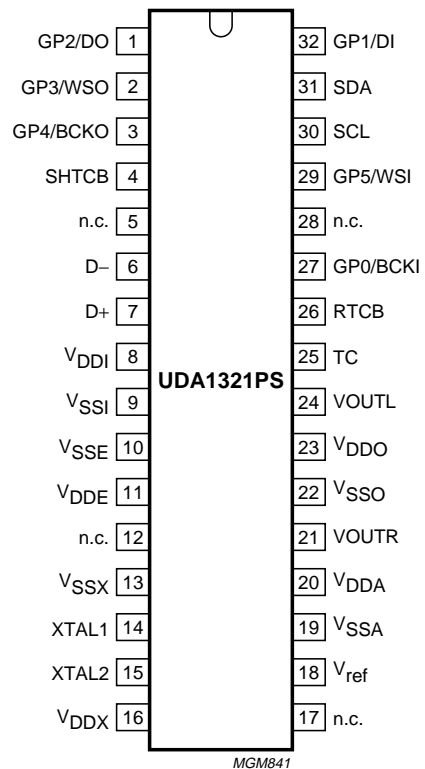 GP2/DO 1 32 GP1/DI
GP3/WSO 2 31 SDA
GP4/BCKO 3 30 SCL
SHTCB 4 29 GP5/WSI
n.c. 5 28 n.c.
D− 6 27 GP0/BCKI
D+ 7 26 RTCB
VDDI 8 25 TC
UDA1321PS
VSSI 9 24 VOUTL
VSSE 10 23 VDDO
VDDE 11 22 VSSO
n.c. 12 21 VOUTR
VSSX 13 20 VDDA
XTAL1 14 19 VSSA
XTAL2 15 18 Vref
VDDX 16 17 n.c.
MGM841